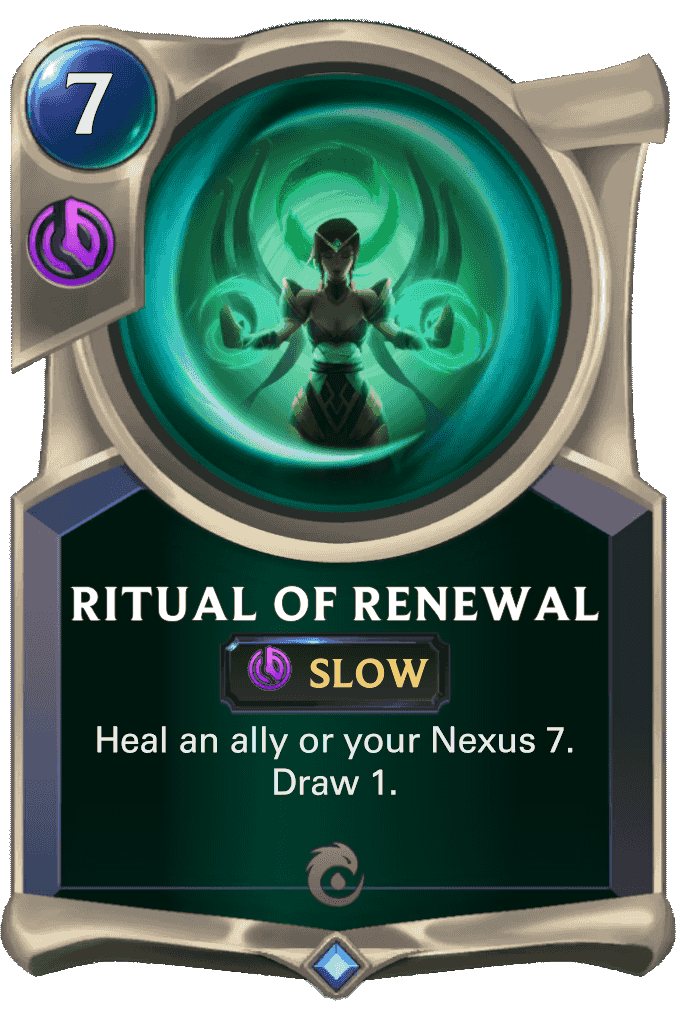 7
RITUAL OF RENEWAL
SLOW
Heal an ally or your Nexus 7.
Draw 1.